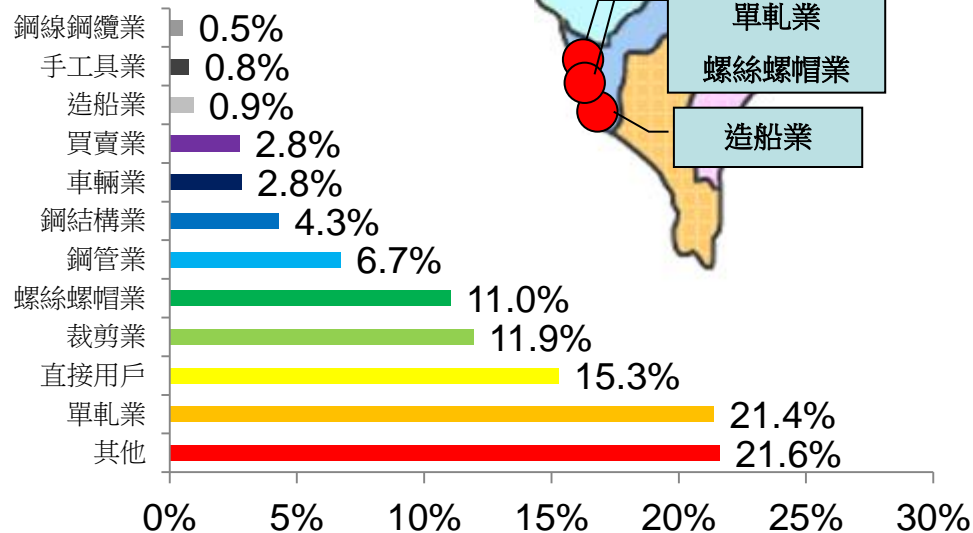 鋼線鋼纜業 0.5%
手工具業 0.8%
造船業 0.9%
買賣業 2.8%
車輛業 2.8%
鋼結構業 4.3%
鋼管業 6.7%
螺絲螺帽業 11.0%
裁剪業 11.9%
直接用戶 15.3%
單軋業 21.4%
其他 21.6%
0% 5% 10% 15% 20% 25% 30%
單軋業
螺絲螺帽業
造船業